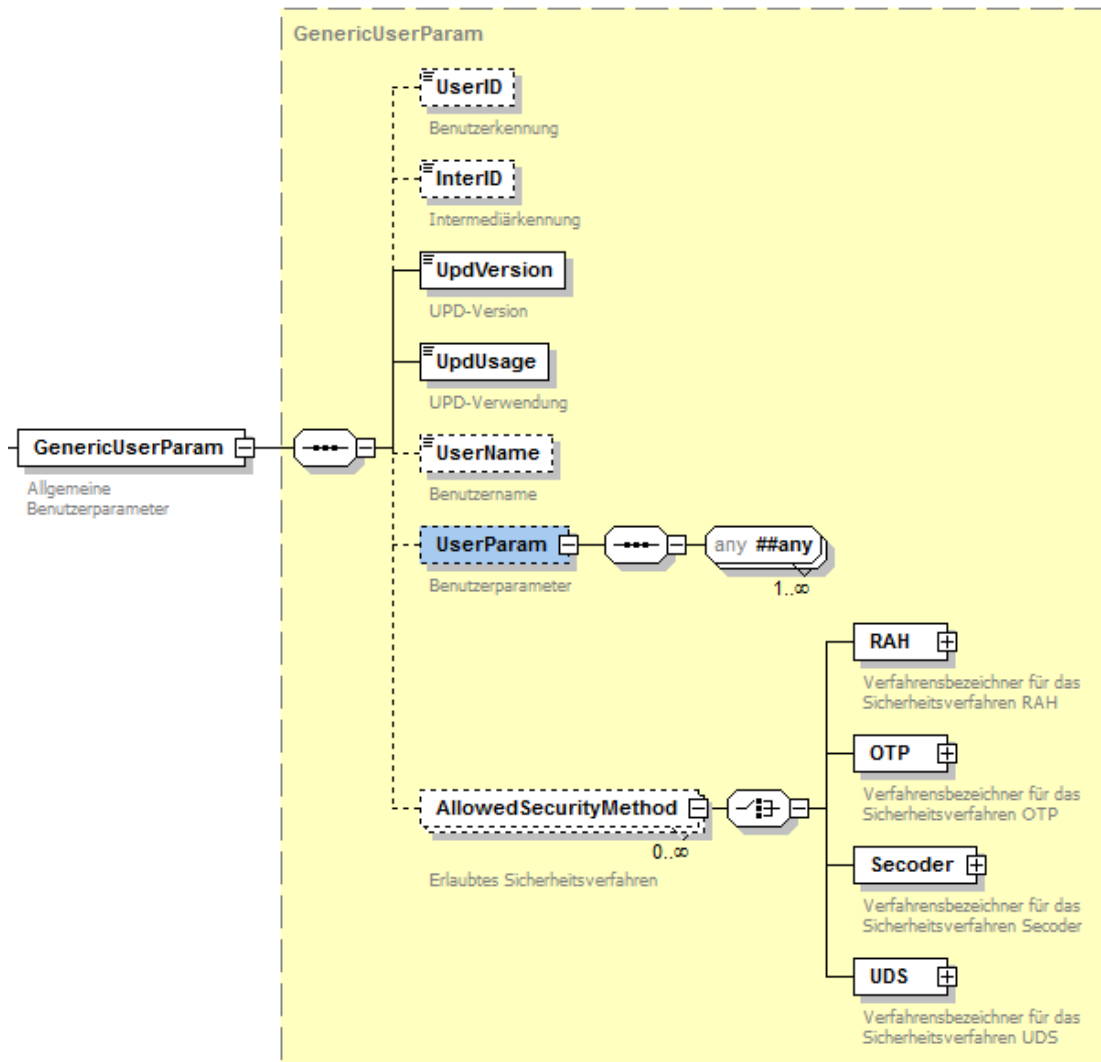 GenericUserParam
UserID
Benutzerkennung
InterID
Intermediärkennung
UpdVersion
UPD-Version
UpdUsage
UPD-Verwendung
GenericUserParam
Allgemeine
Benutzerparameter
UserName
Benutzername
UserParam
any ##any
1..∞
Benutzerparameter
AllowedSecurityMethod
0..∞
Erlaubtes Sicherheitsverfahren
RAH
Verfahrensbezeichner für das
Sicherheitsverfahren RAH
OTP
Verfahrensbezeichner für das
Sicherheitsverfahren OTP
Secoder
Verfahrensbezeichner für das
Sicherheitsverfahren Secoder
UDS
Verfahrensbezeichner für das
Sicherheitsverfahren UDS